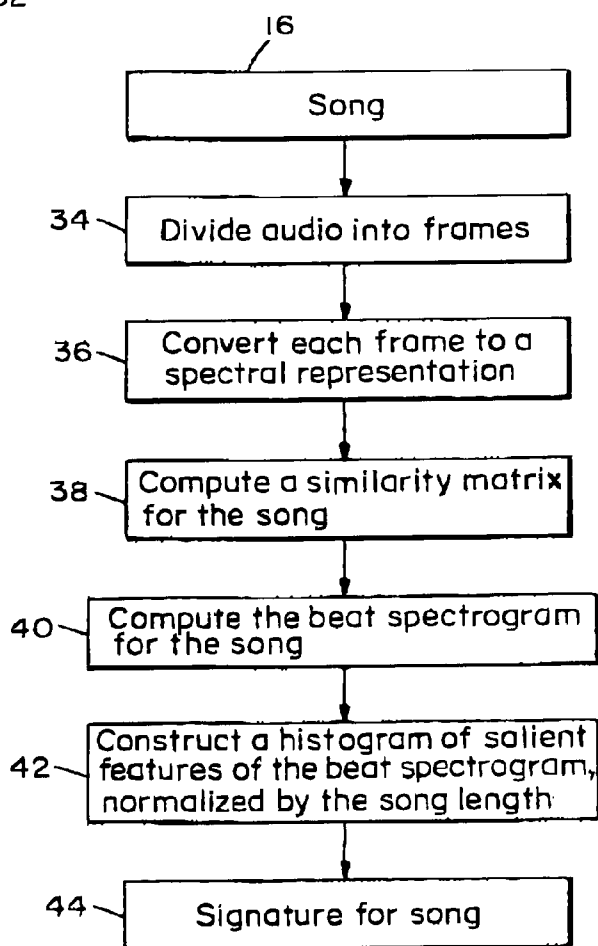 16
Song
34
Divide audio into frames
36
Convert each frame to a
spectral representation
38
Compute a similarity matrix
for the song
40
Compute the beat spectrogram
for the song
42
Construct a histogram of salient
features of the beat spectrogram,
normalized by the song length
44
Signature for song